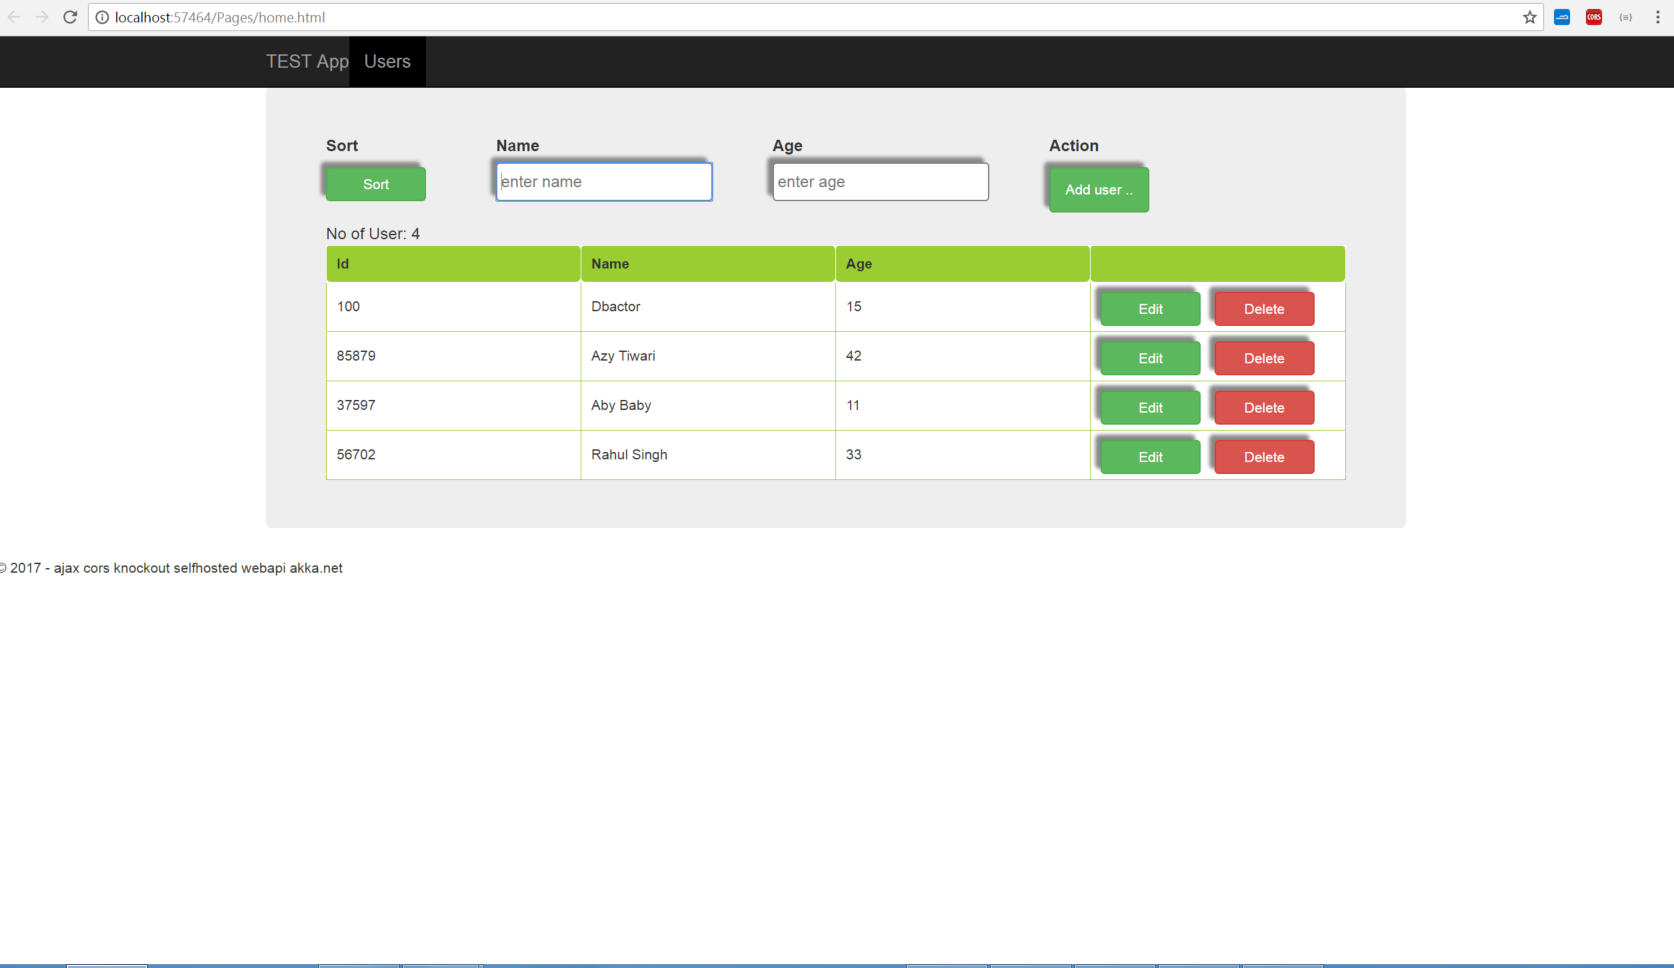 localhost:57464/Pages/home.html
CORS
TEST App Users
Sort Name Age Action
Sort enter name enter age Add user ..
No of User: 4
Id Name Age
100 Dbactor 15 Edit Delete
85879 Azy Tiwari 42 Edit Delete
37597 Aby Baby 11 Edit Delete
56702 Rahul Singh 33 Edit Delete
© 2017 - ajax cors knockout selfhosted webapi akka.net